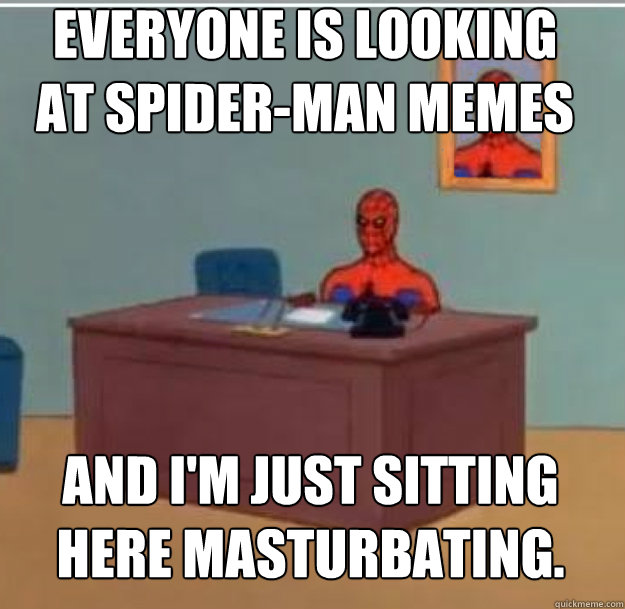 EVERYONE IS LOOKING
AT SPIDER-MAN MEMES
AND I'M JUST SITTING
HERE MASTURBATING.
quickmeme.com